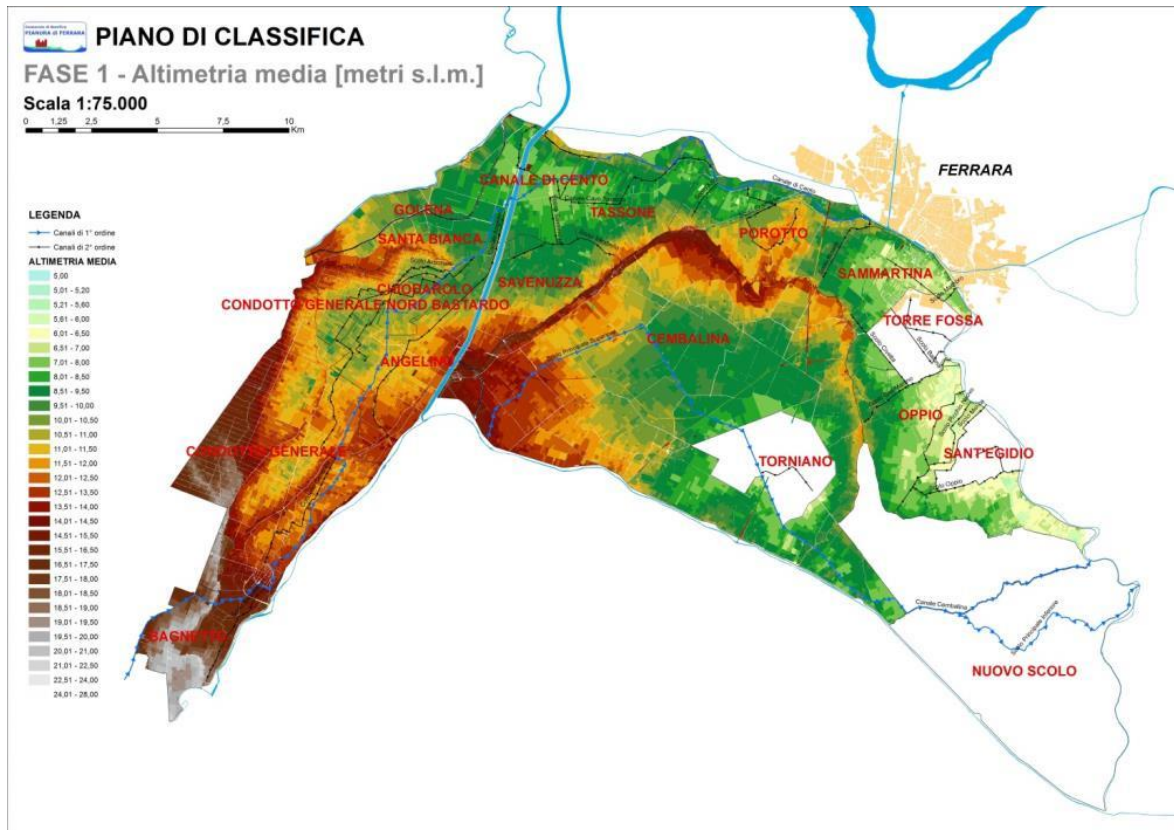 Consorzio di Bonifica
PIANURA di FERRARA
PIANO DI CLASSIFICA
FASE 1 - Altimetria media [metri s.l.m.]
Scala 1:75.000
0 1,25 2,5 5 7,5 10
Km
LEGENDA
Canali di 1° ordine
Canali di 2° ordine
ALTIMETRIA MEDIA
5,00
5,01 - 5,20
5,21 - 5,60
5,61 - 6,00
6,01 - 6,50
6,51 - 7,00
7,01 - 8,00
8,01 - 8,50
8,51 - 9,50
9,51 - 10,00
10,01 - 10,50
10,51 - 11,00
11,01 - 11,50
11,51 - 12,00
12,01 - 12,50
12,51 - 13,50
13,51 - 14,00
14,01 - 14,50
14,51 - 15,50
15,51 - 16,50
16,51 - 17,50
17,51 - 18,00
18,01 - 18,50
18,51 - 19,00
19,01 - 19,50
19,51 - 20,00
20,01 - 21,00
21,01 - 22,50
22,51 - 24,00
24,01 - 28,00
FERRARA
Canale di Cento
CANALE DI CENTO
GOLENA
TASSONE
SANTA BIANCA
POROTTO
SAMMARTINA
SAVENUZZA
CHIOPAROLO
CONDOTTO GENERALE NORD BASTARDO
TORRE FOSSA
CEMBALINA
ANGELINO
OPPIO
CONDOTTO GENERALE
TORNIANO
SANT'EGIDIO
Canale Cembalina
Scolo Principale Inferiore
BAGNETTO
NUOVO SCOLO